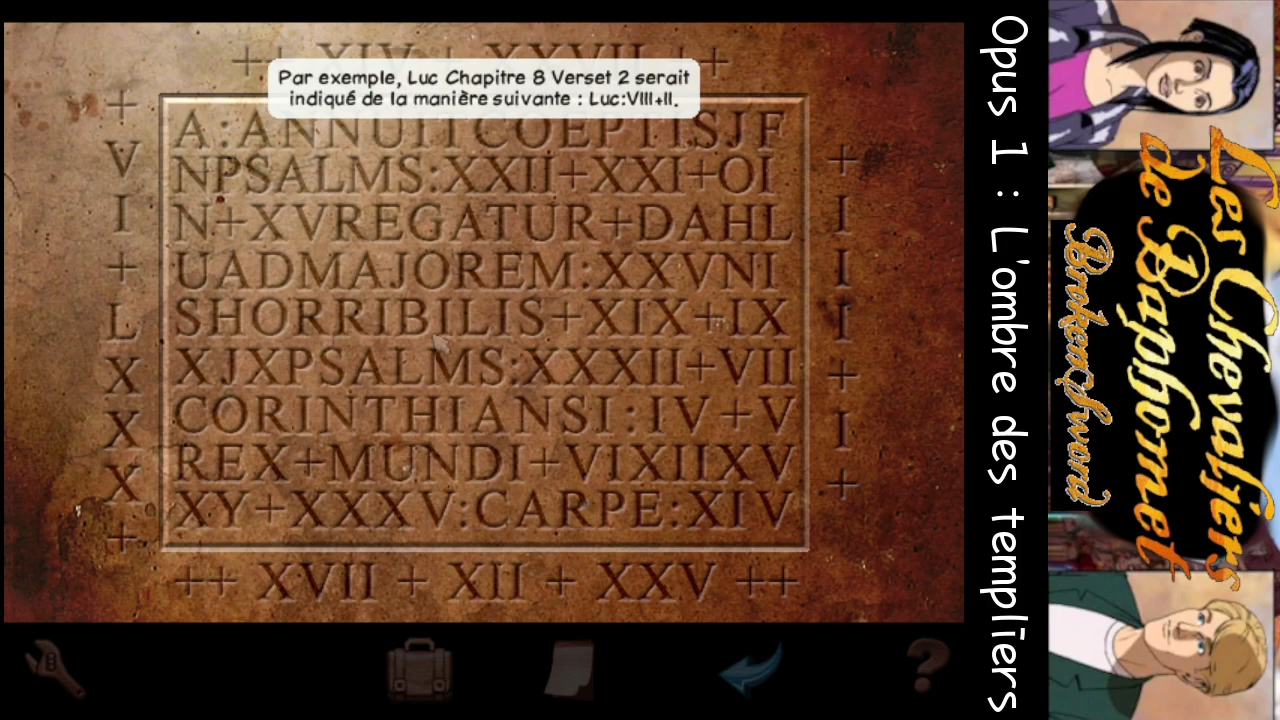 ++ XIV + XXVII ++
Par exemple, Luc Chapitre 8 Verset 2 serait
indiqué de la manière suivante : Luc:VIII+II.
A:ANNUITCOEPTISJF
NPSALMS:XXII+XXI+OI
N+XVREGATUR+DAHL
UADMAJOREM:XXVNI
SHORRIBILIS+XIX+IX
XJXPSALMS:XXXII+VII
CORINTHIANSI:IV+V
REX+MUNDI+VIXIIXV
XY+XXXV:CARPE:XIV
+
V
I
+
L
X
X
X
+
+
I
I
I
+
I
+
++ XVII + XII + XXV ++
?
Opus 1 : L'ombre des templiers
Les Chevaliers
de Baphomet
Broken Sword